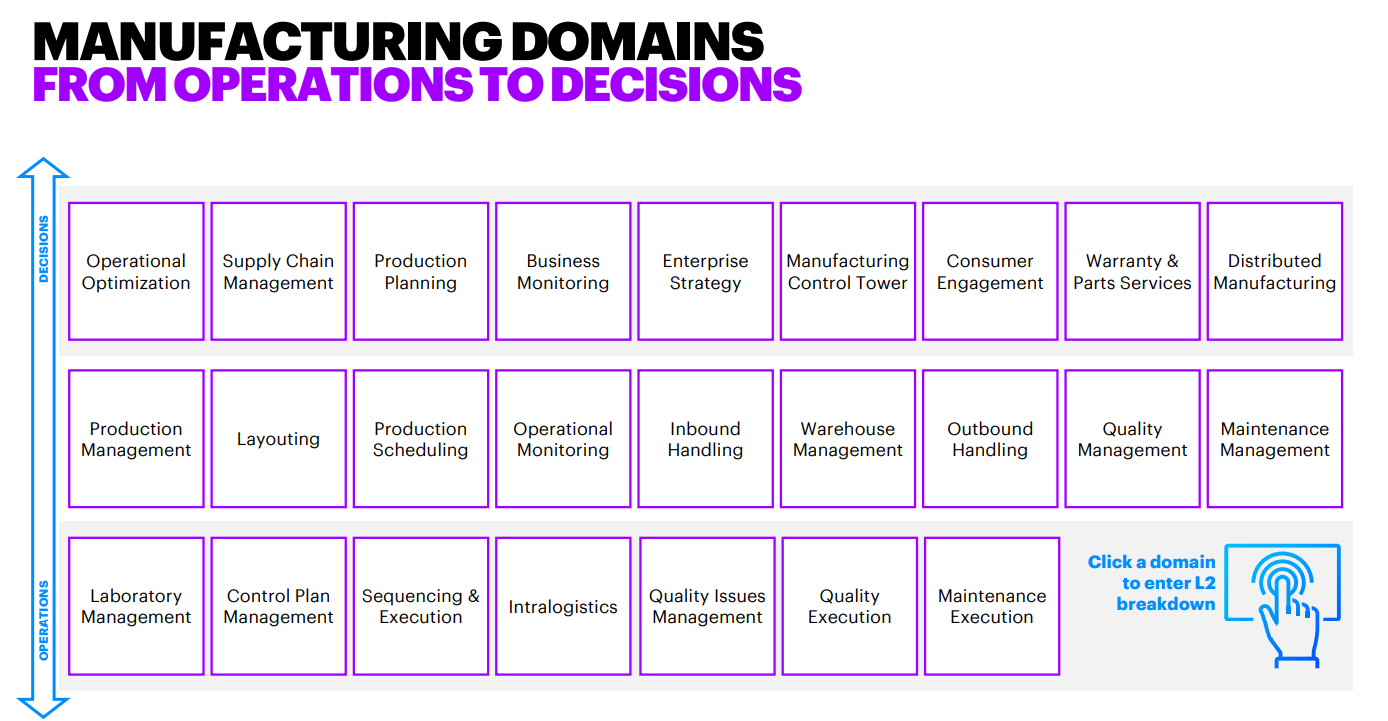 MANUFACTURING DOMAINS
FROM OPERATIONS TO DECISIONS
DECISIONS
Operational
Optimization
Supply Chain
Management
Production
Planning
Business
Monitoring
Enterprise
Strategy
Manufacturing
Control Tower
Consumer
Engagement
Warranty &
Parts Services
Distributed
Manufacturing
Production
Management
Layouting
Production
Scheduling
Operational
Monitoring
Inbound
Handling
Warehouse
Management
Outbound
Handling
Quality
Management
Maintenance
Management
OPERATIONS
Laboratory
Management
Control Plan
Management
Sequencing &
Execution
Intralogistics
Quality Issues
Management
Quality
Execution
Maintenance
Execution
Click a domain
to enter L2
breakdown